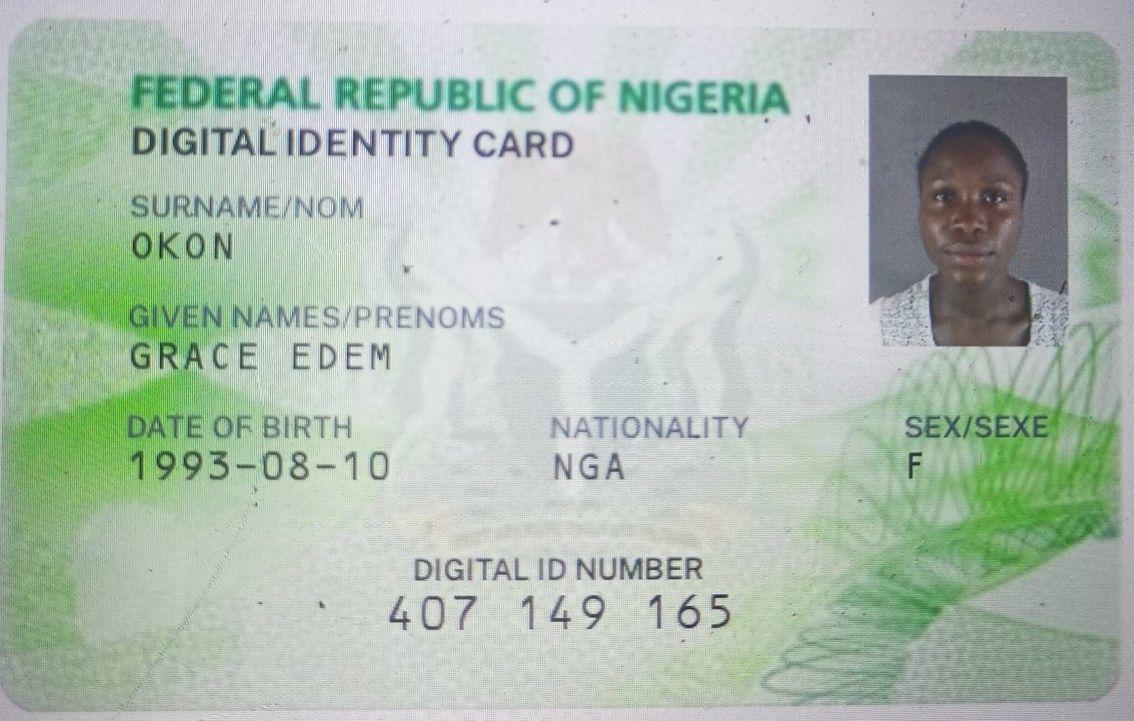 FEDERAL REPUBLIC OF NIGERIA
DIGITAL IDENTITY CARD
SURNAME/NOM
OKON
GIVEN NAMES/PRENOMS
GRACE EDEM
DATE OF BIRTH NATIONALITY SEX/SEXE
1993-08-10 NGA F
DIGITAL ID NUMBER
407 149 165